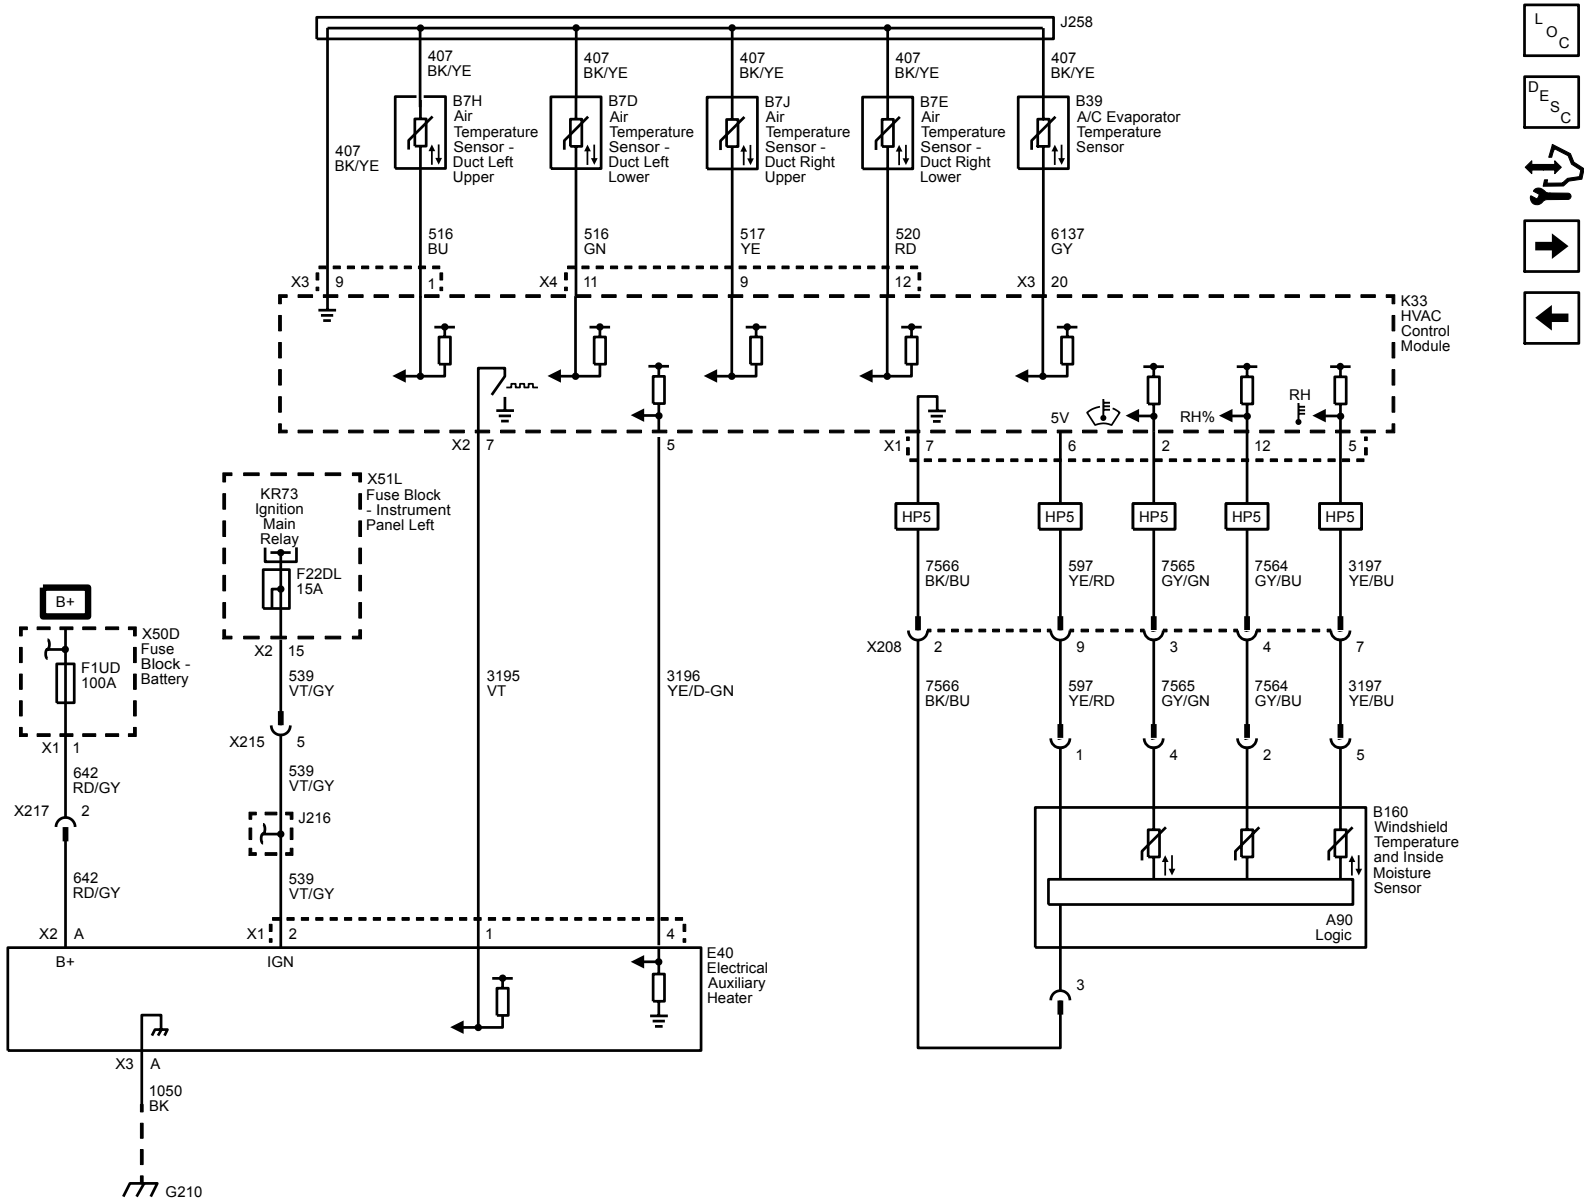 J258
L
O
C
407
BK/YE
407
BK/YE
407
BK/YE
407
BK/YE
407
BK/YE
D
E
S
C
B7H
Air
Temperature
Sensor -
Duct Left
Upper
B7D
Air
Temperature
Sensor -
Duct Left
Lower
B7J
Air
Temperature
Sensor -
Duct Right
Upper
B7E
Air
Temperature
Sensor -
Duct Right
Lower
B39
A/C Evaporator
Temperature
Sensor
407
BK/YE
516
BU
516
GN
517
YE
520
RD
6137
GY
X3
9
1
X4
11
9
12
X3
20
K33
HVAC
Control
Module
5V
RH%
RH
X2
7
5
X1
7
6
2
12
5
X51L
Fuse Block
- Instrument
Panel Left
KR73
Ignition
Main
Relay
F22DL
15A
HP5
HP5
HP5
HP5
HP5
7566
BK/BU
597
YE/RD
7565
GY/GN
7564
GY/BU
3197
YE/BU
B+
X50D
Fuse
Block -
Battery
F1UD
100A
X2
15
X208
2
9
3
4
7
539
VT/GY
3195
VT
3196
YE/D-GN
7566
BK/BU
597
YE/RD
7565
GY/GN
7564
GY/BU
3197
YE/BU
X1
1
X215
5
1
4
2
5
642
RD/GY
539
VT/GY
X217
2
J216
B160
Windshield
Temperature
and Inside
Moisture
Sensor
642
RD/GY
539
VT/GY
A90
Logic
X2
A
X1
2
1
4
B+
IGN
E40
Electrical
Auxiliary
Heater
3
X3
A
1050
BK
G210